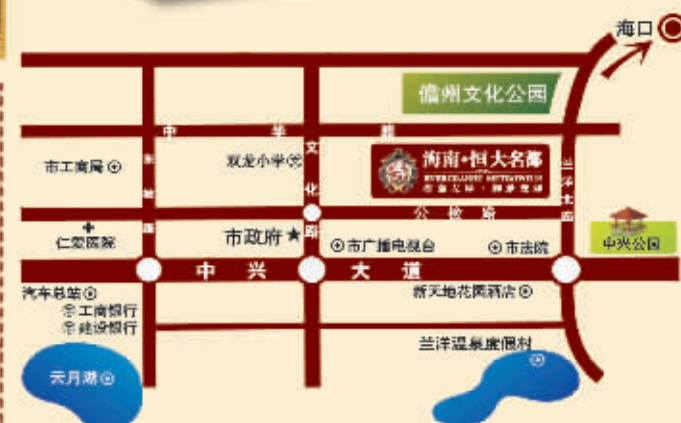 海口
儋州文化公园
中华路
市工商局
双龙小学
文化路
海南·恒大名都
兰洋北路
公检路
仁爱医院
市政府
市广播电视台
市法院
中兴公园
中兴大道
汽车总站
新天地花园酒店
工商银行
建设银行
兰洋温泉度假村
云月湖